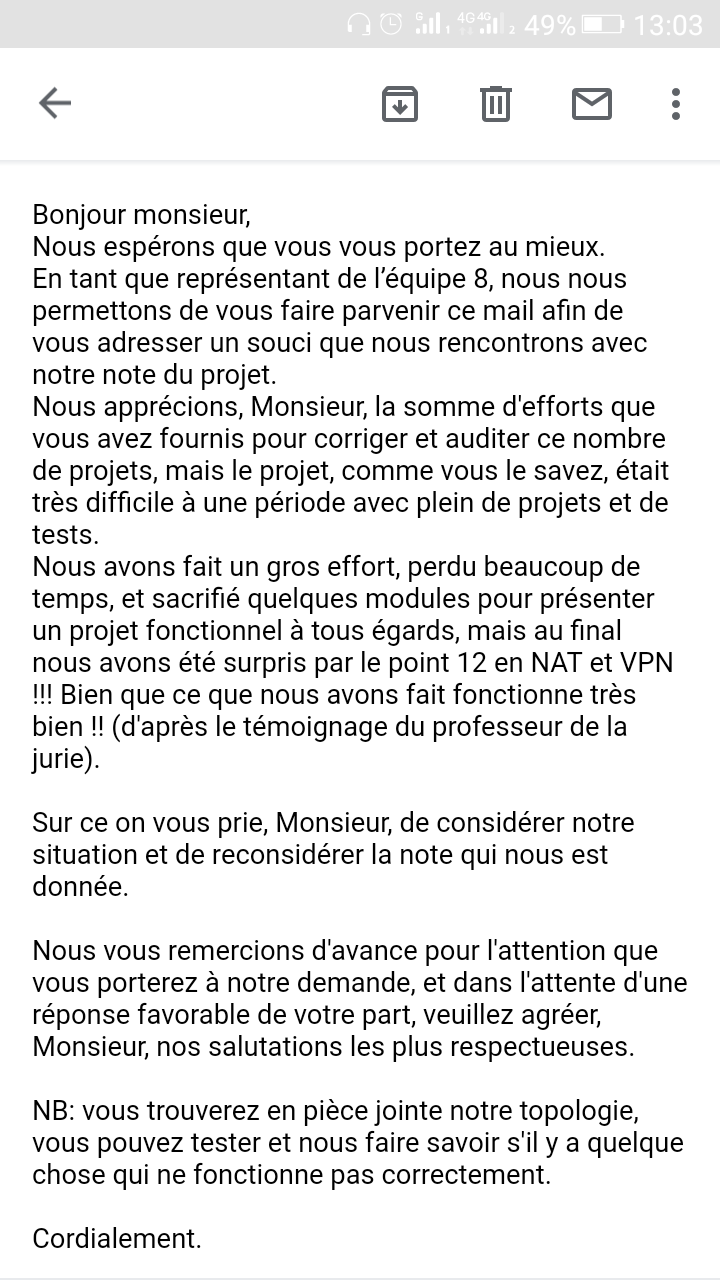 G 1 4G 4G 2 49% 13:03
Bonjour monsieur,
Nous espérons que vous vous portez au mieux.
En tant que représentant de l’équipe 8, nous nous
permettons de vous faire parvenir ce mail afin de
vous adresser un souci que nous rencontrons avec
notre note du projet.
Nous apprécions, Monsieur, la somme d'efforts que
vous avez fournis pour corriger et auditer ce nombre
de projets, mais le projet, comme vous le savez, était
très difficile à une période avec plein de projets et de
tests.
Nous avons fait un gros effort, perdu beaucoup de
temps, et sacrifié quelques modules pour présenter
un projet fonctionnel à tous égards, mais au final
nous avons été surpris par le point 12 en NAT et VPN
!!! Bien que ce que nous avons fait fonctionne très
bien !! (d'après le témoignage du professeur de la
jurie).
Sur ce on vous prie, Monsieur, de considérer notre
situation et de reconsidérer la note qui nous est
donnée.
Nous vous remercions d'avance pour l'attention que
vous porterez à notre demande, et dans l'attente d'une
réponse favorable de votre part, veuillez agréer,
Monsieur, nos salutations les plus respectueuses.
NB: vous trouverez en pièce jointe notre topologie,
vous pouvez tester et nous faire savoir s'il y a quelque
chose qui ne fonctionne pas correctement.
Cordialement.